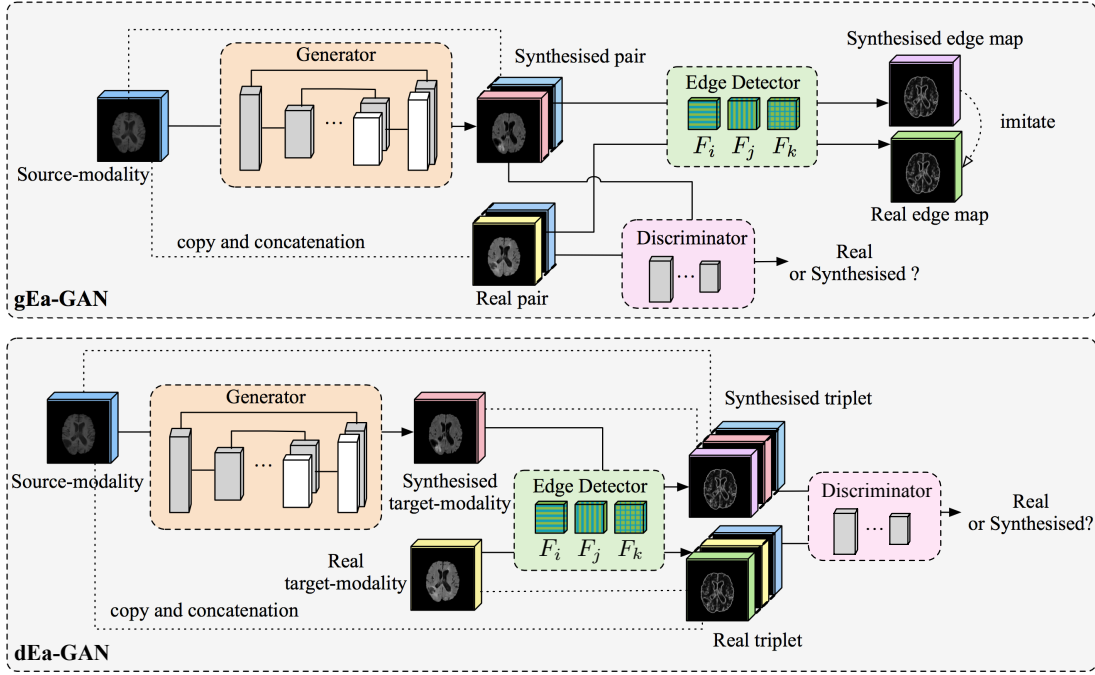 Generator
Synthesised pair
Synthesised edge map
Edge Detector
F_i F_j F_k
imitate
Source-modality
Real edge map
copy and concatenation
Discriminator
...
Real
or Synthesised ?
Real pair
gEa-GAN
Generator
Synthesised triplet
Source-modality
Synthesised
target-modality
Edge Detector
F_i F_j F_k
Discriminator
Real
or Synthesised?
Real
target-modality
copy and concatenation
Real triplet
dEa-GAN